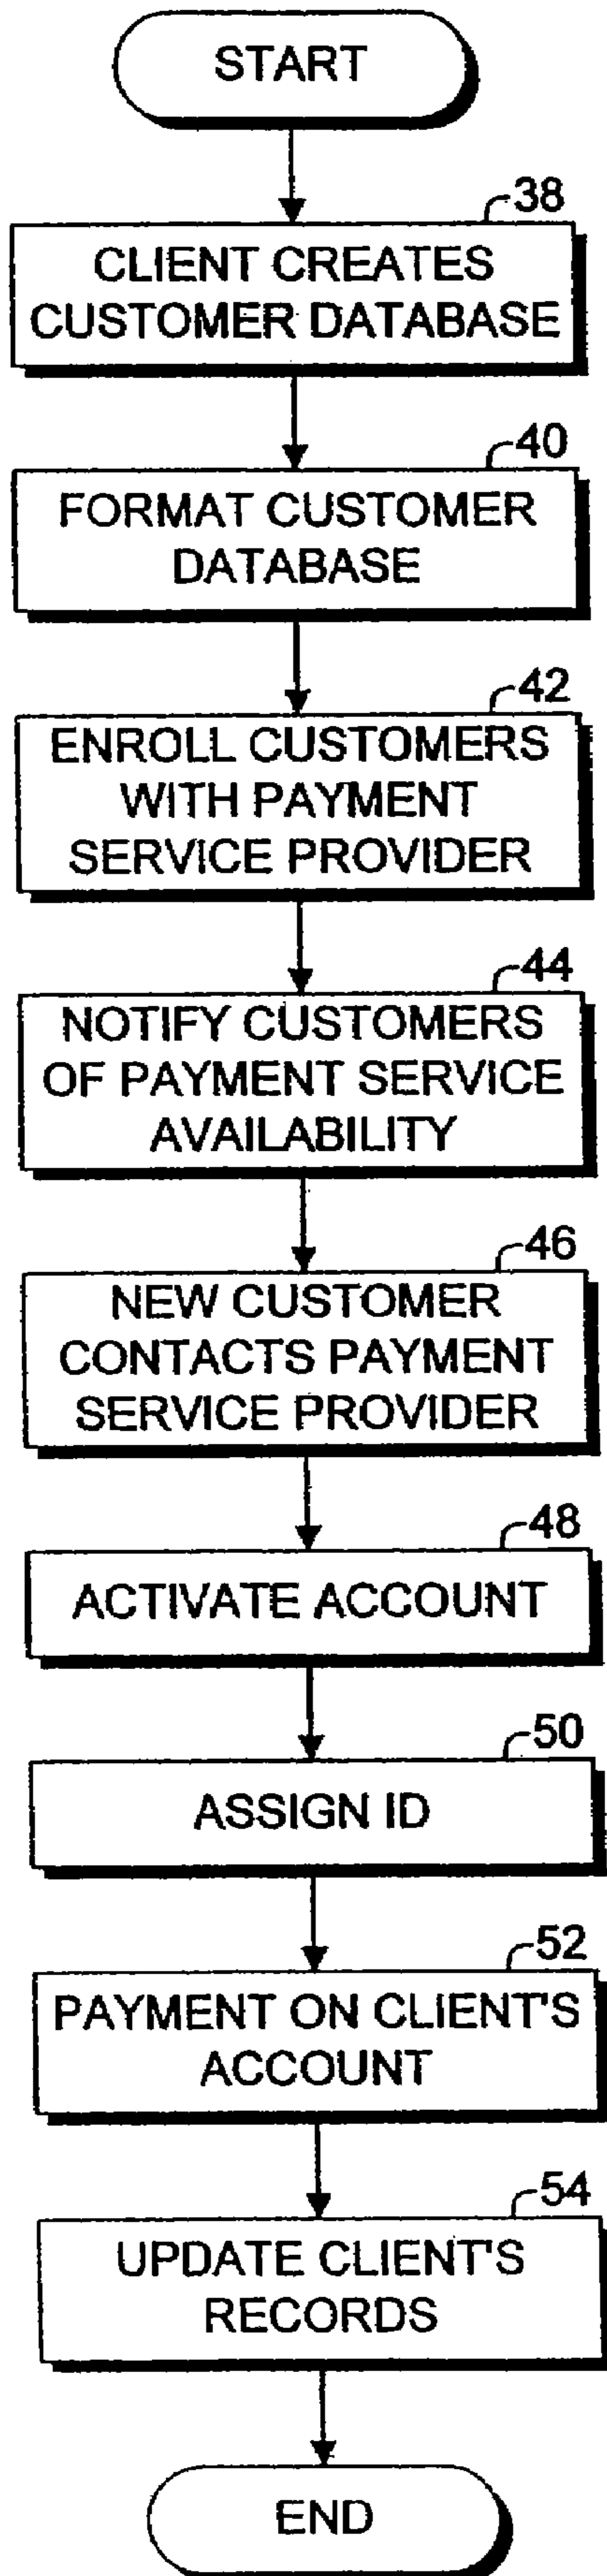 START
38
CLIENT CREATES
CUSTOMER DATABASE
40
FORMAT CUSTOMER
DATABASE
42
ENROLL CUSTOMERS
WITH PAYMENT
SERVICE PROVIDER
44
NOTIFY CUSTOMERS
OF PAYMENT SERVICE
AVAILABILITY
46
NEW CUSTOMER
CONTACTS PAYMENT
SERVICE PROVIDER
48
ACTIVATE ACCOUNT
50
ASSIGN ID
52
PAYMENT ON CLIENT'S
ACCOUNT
54
UPDATE CLIENT'S
RECORDS
END